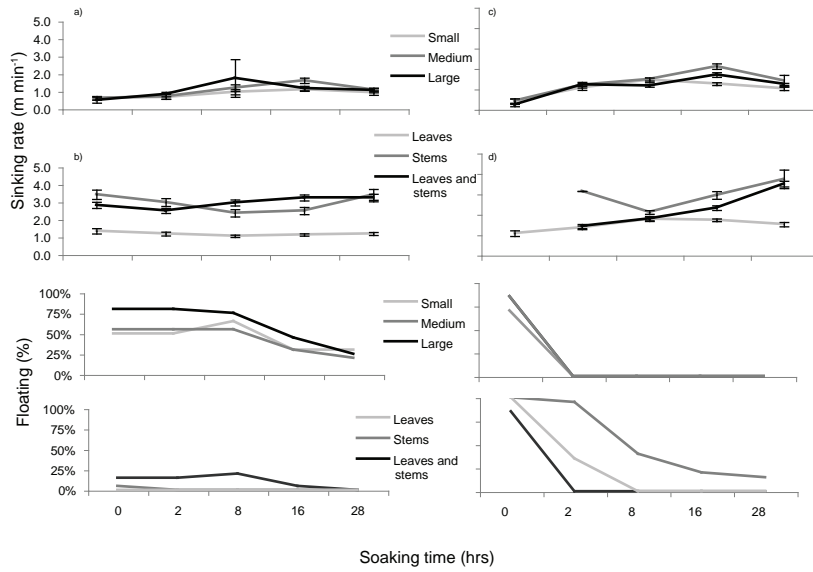 a)
5.0
4.0
3.0
2.0
1.0
0.0
Small
Medium
Large
c)
Sinking rate (m min⁻¹)
b)
5.0
4.0
3.0
2.0
1.0
0.0
Leaves
Stems
Leaves and
stems
d)
Floating (%)
100%
75%
50%
25%
0%
Small
Medium
Large
100%
75%
50%
25%
0%
Leaves
Stems
Leaves and
stems
0 2 8 16 28
0 2 8 16 28
Soaking time (hrs)